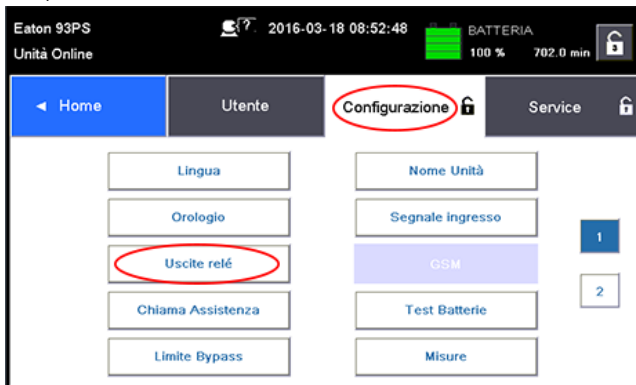 Eaton 93PS
2016-03-18 08:52:48
BATTERIA
Unità Online
100 % 702.0 min
◄ Home
Utente
Configurazione
Service
Lingua
Nome Unità
Orologio
Segnale ingresso
1
Uscite relé
GSM
2
Chiama Assistenza
Test Batterie
Limite Bypass
Misure